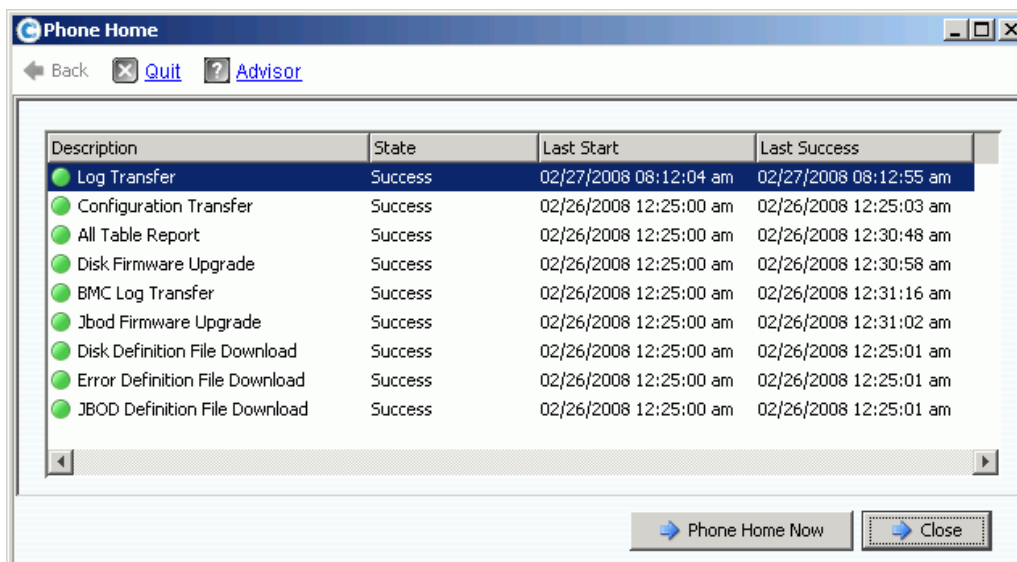 Phone Home
Back Quit Advisor
Description State Last Start Last Success
Log Transfer Success 02/27/2008 08:12:04 am 02/27/2008 08:12:55 am
Configuration Transfer Success 02/26/2008 12:25:00 am 02/26/2008 12:25:03 am
All Table Report Success 02/26/2008 12:25:00 am 02/26/2008 12:30:48 am
Disk Firmware Upgrade Success 02/26/2008 12:25:00 am 02/26/2008 12:30:58 am
BMC Log Transfer Success 02/26/2008 12:25:00 am 02/26/2008 12:31:16 am
Jbod Firmware Upgrade Success 02/26/2008 12:25:00 am 02/26/2008 12:31:02 am
Disk Definition File Download Success 02/26/2008 12:25:00 am 02/26/2008 12:25:01 am
Error Definition File Download Success 02/26/2008 12:25:00 am 02/26/2008 12:25:01 am
JBOD Definition File Download Success 02/26/2008 12:25:00 am 02/26/2008 12:25:01 am
Phone Home Now Close